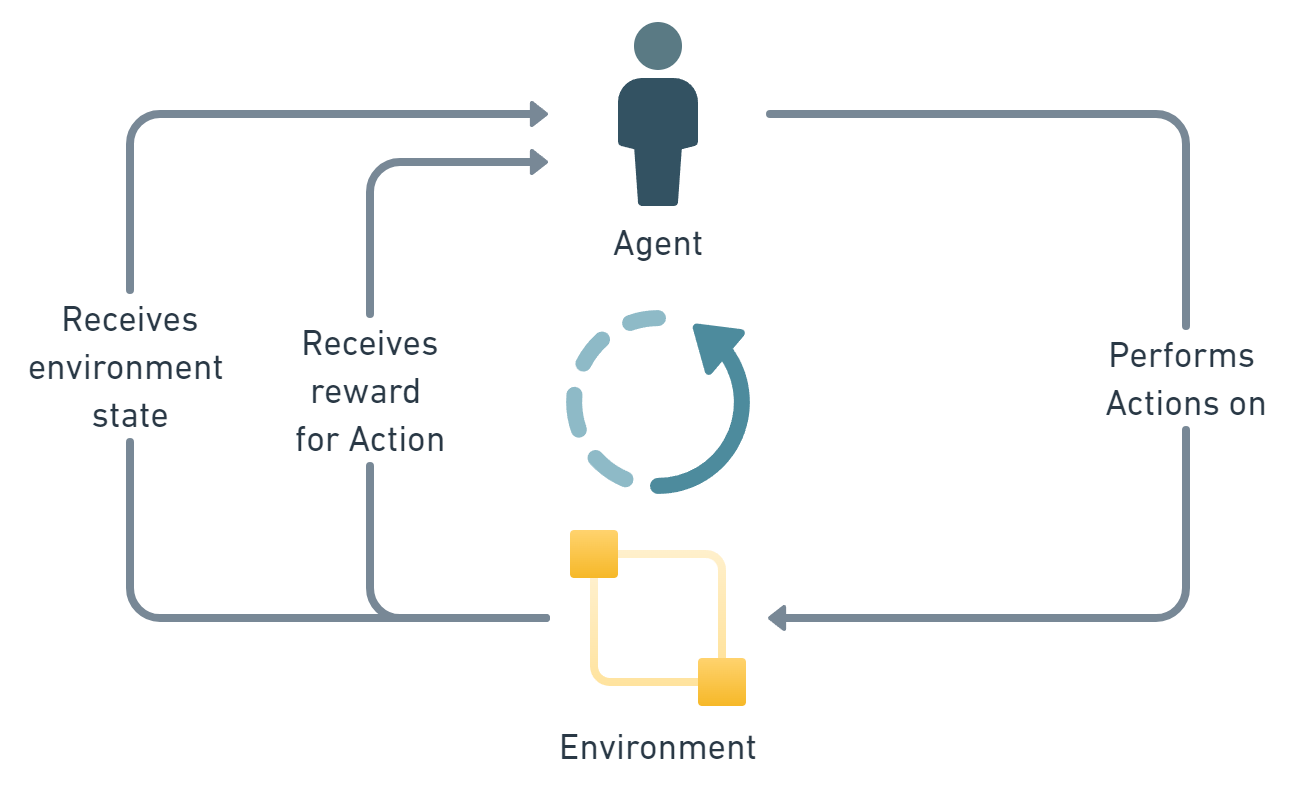 Agent
Receives
environment
state
Receives
reward
for Action
Performs
Actions on
Environment